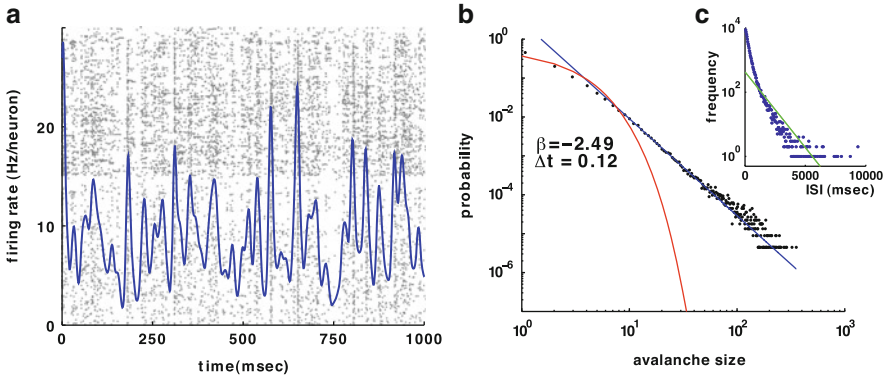 a
firing rate (Hz/neuron)
20
10
0
0 250 500 750 1000
time(msec)
b
probability
10^0
10^-2
10^-4
10^-6
β=-2.49
Δt = 0.12
10^0 10^1 10^2 10^3
avalanche size
c
frequency
10^4
10^2
10^0
0 5000 10000
ISI (msec)